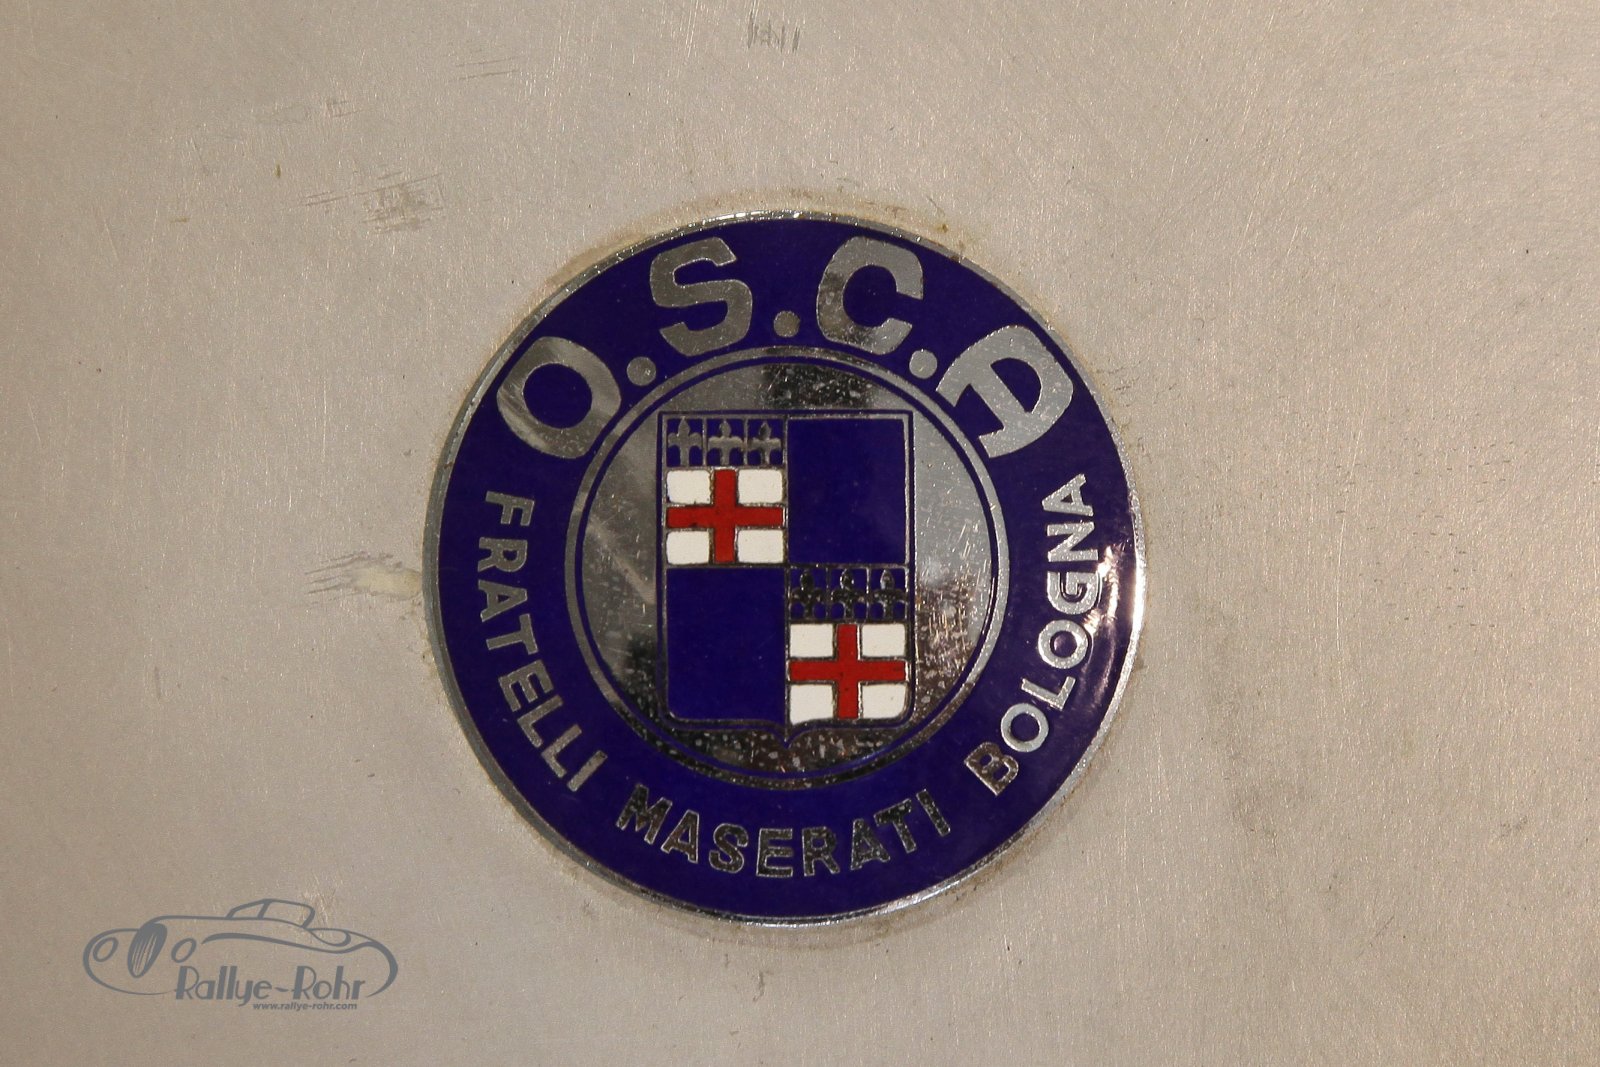 O.S.C.A
FRATELLI MASERATI BOLOGNA
Rallye-Rohr
www.rallye-rohr.com